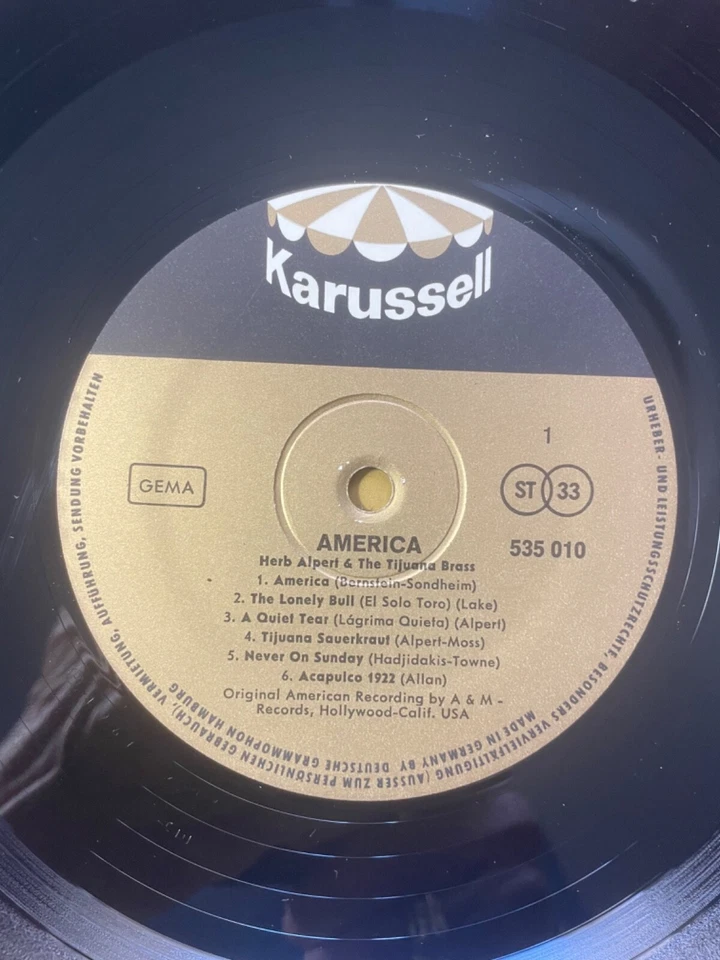 Karussell
1
GEMA
ST 33
535 010
AMERICA
Herb Alpert & The Tijuana Brass
1. America (Bernstein-Sondheim)
2. The Lonely Bull (El Solo Toro) (Lake)
3. A Quiet Tear (Lágrima Quieta) (Alpert)
4. Tijuana Sauerkraut (Alpert-Moss)
5. Never On Sunday (Hadjidakis-Towne)
6. Acapulco 1922 (Allan)
Original American Recording by A & M -
Records, Hollywood-Calif. USA
URHEBER- UND LEISTUNGSSCHUTZRECHTE, BESONDERS VERVIELFÄLTIGUNG (AUSSER ZUM PERSÖNLICHEN GEBRAUCH), VERMIETUNG, AUFFÜHRUNG, SENDUNG VORBEHALTEN
MADE IN GERMANY BY DEUTSCHE GRAMMOPHON HAMBURG